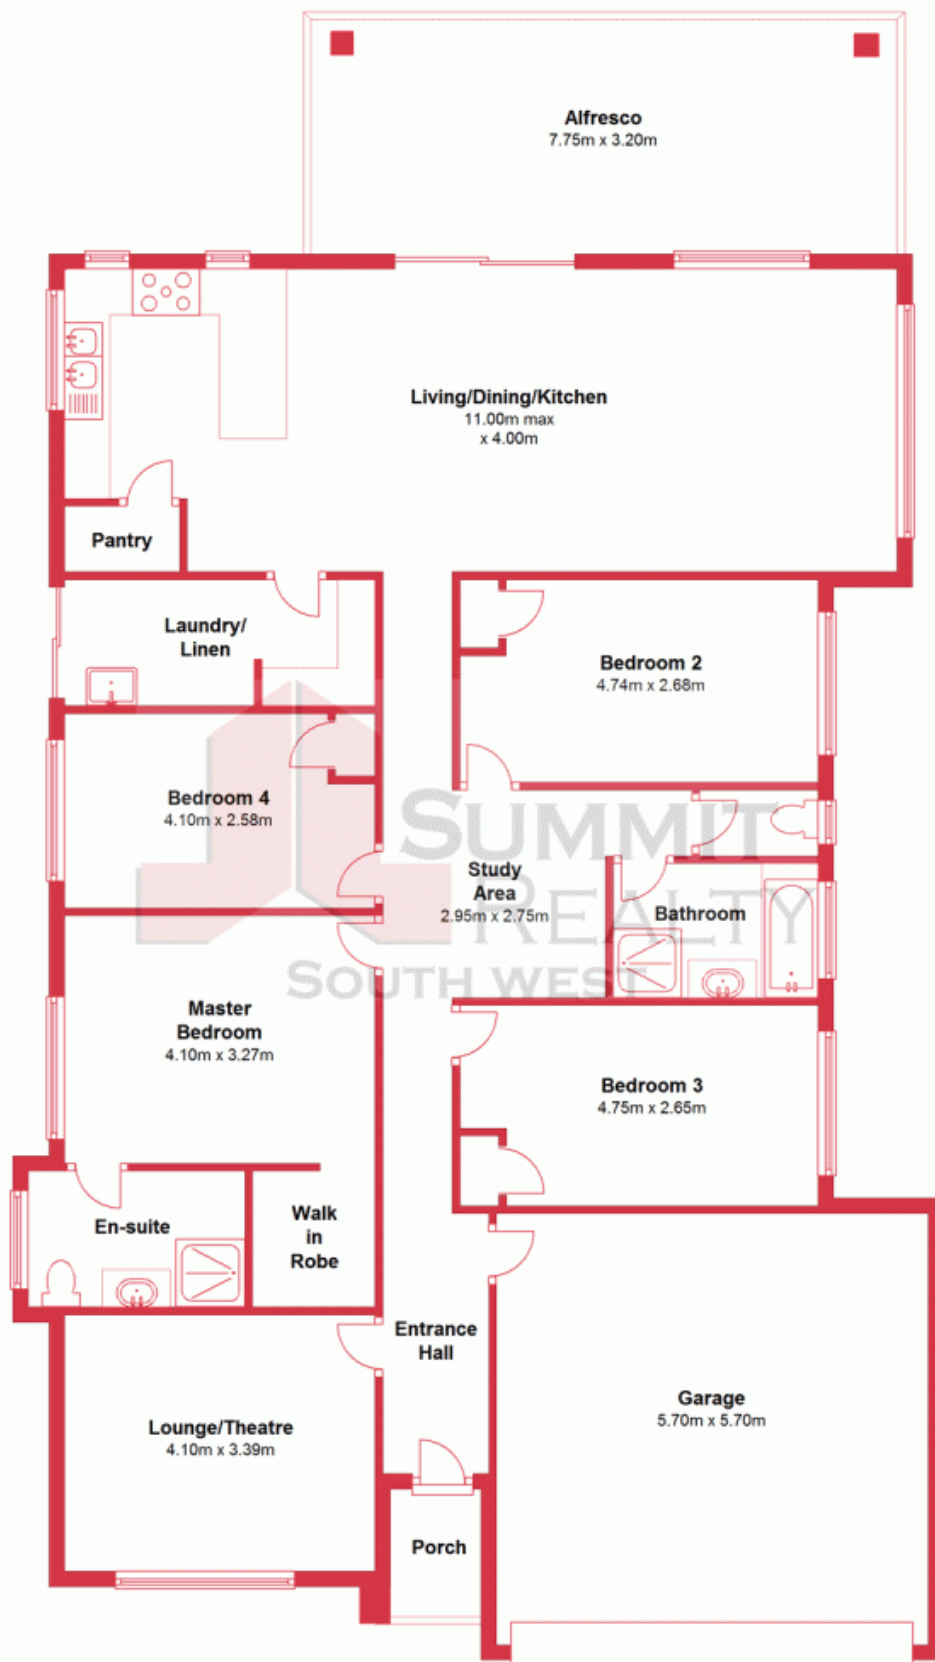 Alfresco
7.75m x 3.20m
Living/Dining/Kitchen
11.00m max
x 4.00m
Pantry
Laundry/
Linen
Bedroom 2
4.74m x 2.68m
Bedroom 4
4.10m x 2.58m
SUMMIT
REALTY
SOUTH WEST
Study
Area
2.95m x 2.75m
Bathroom
Master
Bedroom
4.10m x 3.27m
Bedroom 3
4.75m x 2.65m
En-suite
Walk
in
Robe
Entrance
Hall
Garage
5.70m x 5.70m
Lounge/Theatre
4.10m x 3.39m
Porch